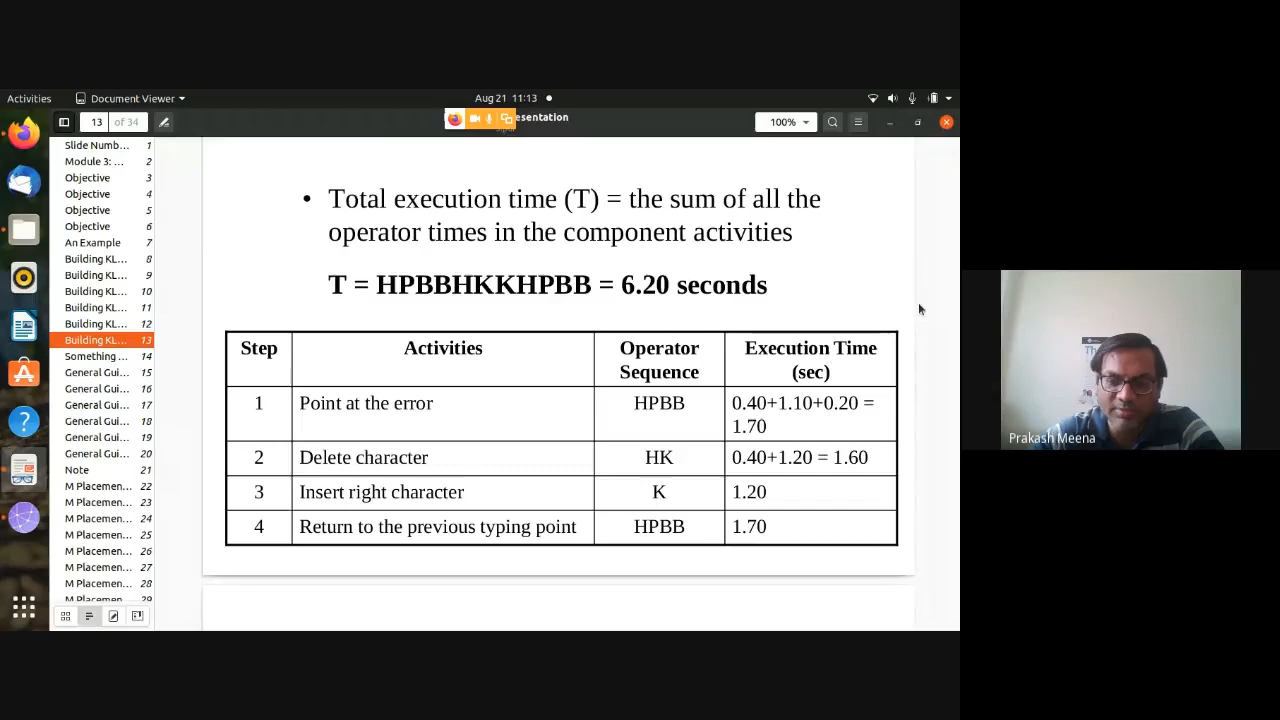 Activities
Document Viewer
Aug 21 11:13
13
of 34
esentation
100%
Slide Numb... 1
Module 3: ... 2
Objective 3
Objective 4
Objective 5
Objective 6
An Example 7
Building KL... 8
Building KL... 9
Building KL... 10
Building KL... 11
Building KL... 12
Building KL... 13
Something ... 14
General Gui... 15
General Gui... 16
General Gui... 17
General Gui... 18
General Gui... 19
General Gui... 20
Note 21
M Placemen... 22
M Placemen... 23
M Placemen... 24
M Placemen... 25
M Placemen... 26
M Placemen... 27
M Placemen... 28
M Placemen... 29
• Total execution time (T) = the sum of all the
operator times in the component activities
T = HPBBHKKHPBB = 6.20 seconds
Step Activities Operator Sequence Execution Time (sec)
1 Point at the error HPBB 0.40+1.10+0.20 = 1.70
2 Delete character HK 0.40+1.20 = 1.60
3 Insert right character K 1.20
4 Return to the previous typing point HPBB 1.70
Prakash Meena